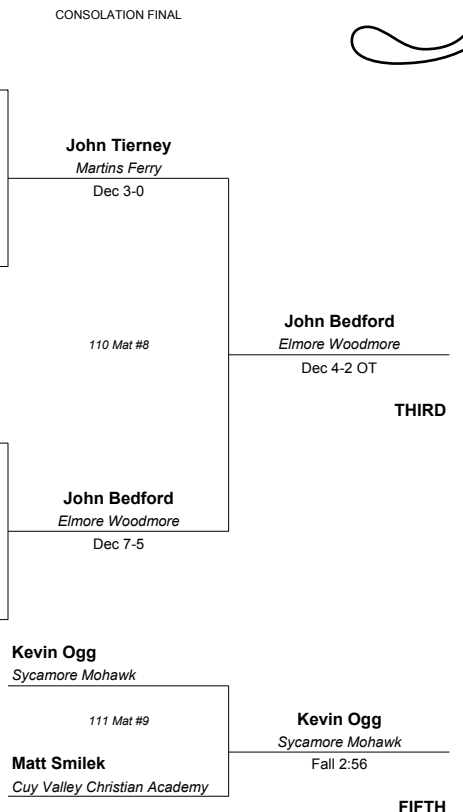 CONSOLATION FINAL
John Tierney
Martins Ferry
Dec 3-0
110 Mat #8
John Bedford
Elmore Woodmore
Dec 4-2 OT
THIRD
John Bedford
Elmore Woodmore
Dec 7-5
Kevin Ogg
Sycamore Mohawk
111 Mat #9
Kevin Ogg
Sycamore Mohawk
Fall 2:56
Matt Smilek
Cuy Valley Christian Academy
FIFTH